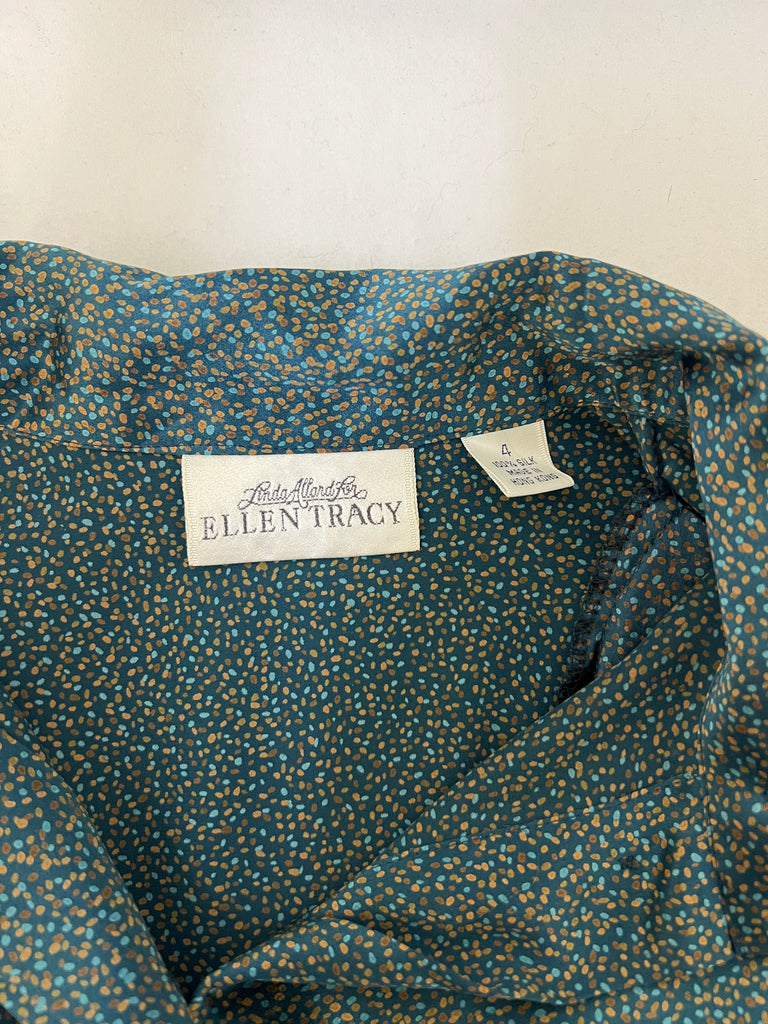 Linda Allard for
ELLEN TRACY
4
100% SILK
MADE IN
HONG KONG